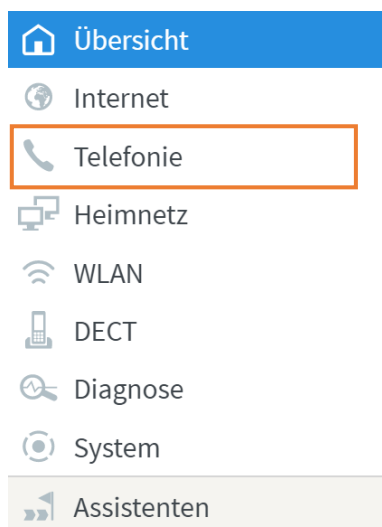 Übersicht
Internet
Telefonie
Heimnetz
WLAN
DECT
Diagnose
System
Assistenten